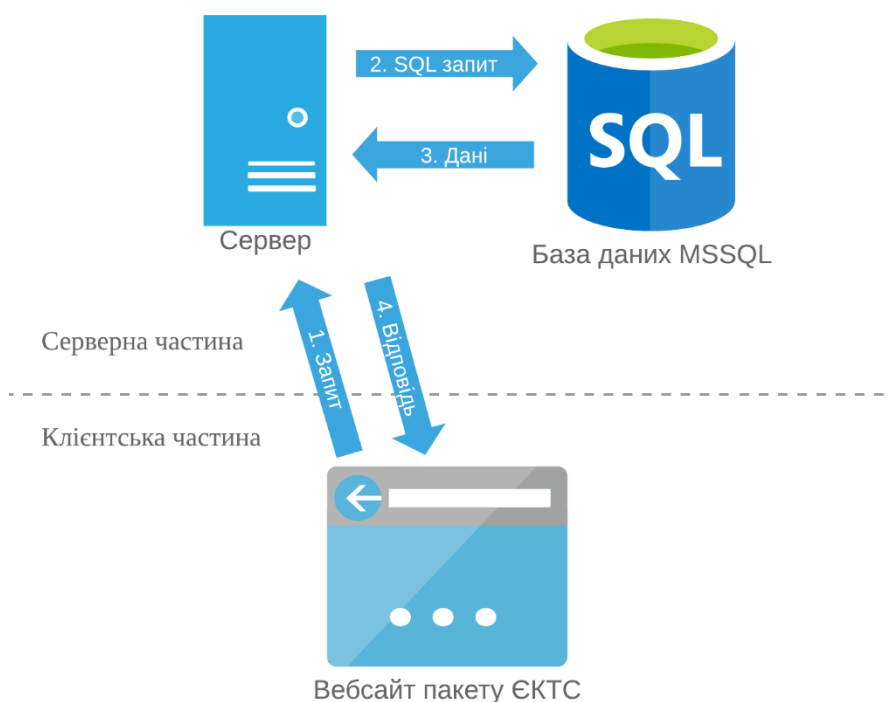 2. SQL запит
SQL
3. Дані
Сервер
База даних MSSQL
1. Запит
4. Відповідь
Серверна частина
Клієнтська частина
Вебсайт пакету ЄКТС